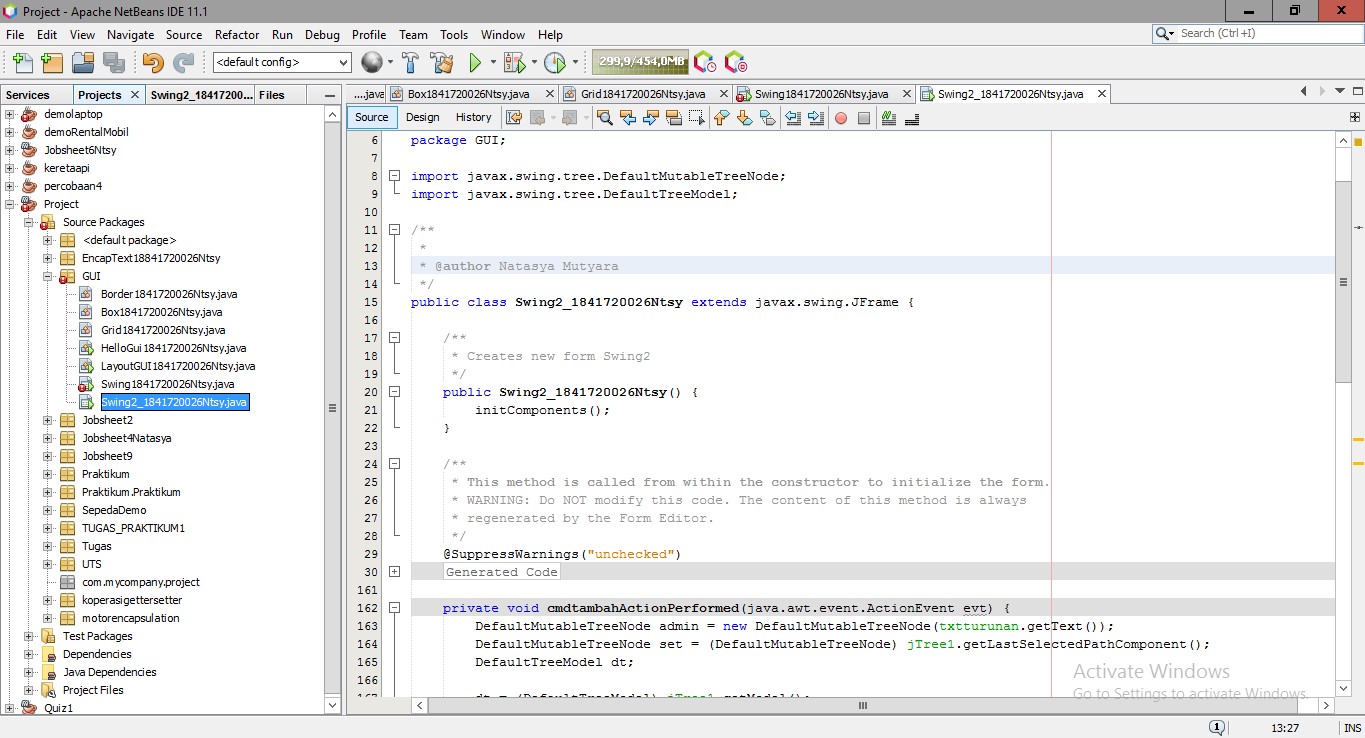 Project - Apache NetBeans IDE 11.1
File Edit View Navigate Source Refactor Run Debug Profile Team Tools Window Help
Search (Ctrl+I)
<default config>
299,9/454,0MB
Services Projects Swing2_18417200... Files
....java Box1841720026Ntsy.java Grid1841720026Ntsy.java Swing1841720026Ntsy.java Swing2_1841720026Ntsy.java
Source Design History
demolaptop
demoRentalMobil
Jobsheet6Ntsy
keretaapi
percobaan4
Project
Source Packages
<default package>
EncapText18841720026Ntsy
GUI
Border1841720026Ntsy.java
Box1841720026Ntsy.java
Grid1841720026Ntsy.java
HelloGui1841720026Ntsy.java
LayoutGUI1841720026Ntsy.java
Swing1841720026Ntsy.java
Swing2_1841720026Ntsy.java
Jobsheet2
Jobsheet4Natasya
Jobsheet9
Praktikum
Praktikum.Praktikum
SepedaDemo
TUGAS_PRAKTIKUM1
Tugas
UTS
com.mycompany.project
koperasigettersetter
motorencapsulation
Test Packages
Dependencies
Java Dependencies
Project Files
Quiz1
6 package GUI;
7
8 import javax.swing.tree.DefaultMutableTreeNode;
9 import javax.swing.tree.DefaultTreeModel;
10
11 /**
12 *
13 * @author Natasya Mutyara
14 */
15 public class Swing2_1841720026Ntsy extends javax.swing.JFrame {
16
17 /**
18 * Creates new form Swing2
19 */
20 public Swing2_1841720026Ntsy() {
21 initComponents();
22 }
23
24 /**
25 * This method is called from within the constructor to initialize the form.
26 * WARNING: Do NOT modify this code. The content of this method is always
27 * regenerated by the Form Editor.
28 */
29 @SuppressWarnings("unchecked")
30 Generated Code
161
162 private void cmdtambahActionPerformed(java.awt.event.ActionEvent evt) {
163 DefaultMutableTreeNode admin = new DefaultMutableTreeNode(txtturunan.getText());
164 DefaultMutableTreeNode set = (DefaultMutableTreeNode) jTree1.getLastSelectedPathComponent();
165 DefaultTreeModel dt;
166
167 dt = (DefaultTreeModel) jTree1.getModel();
Activate Windows
Go to Settings to activate Windows.
1 13:27 INS